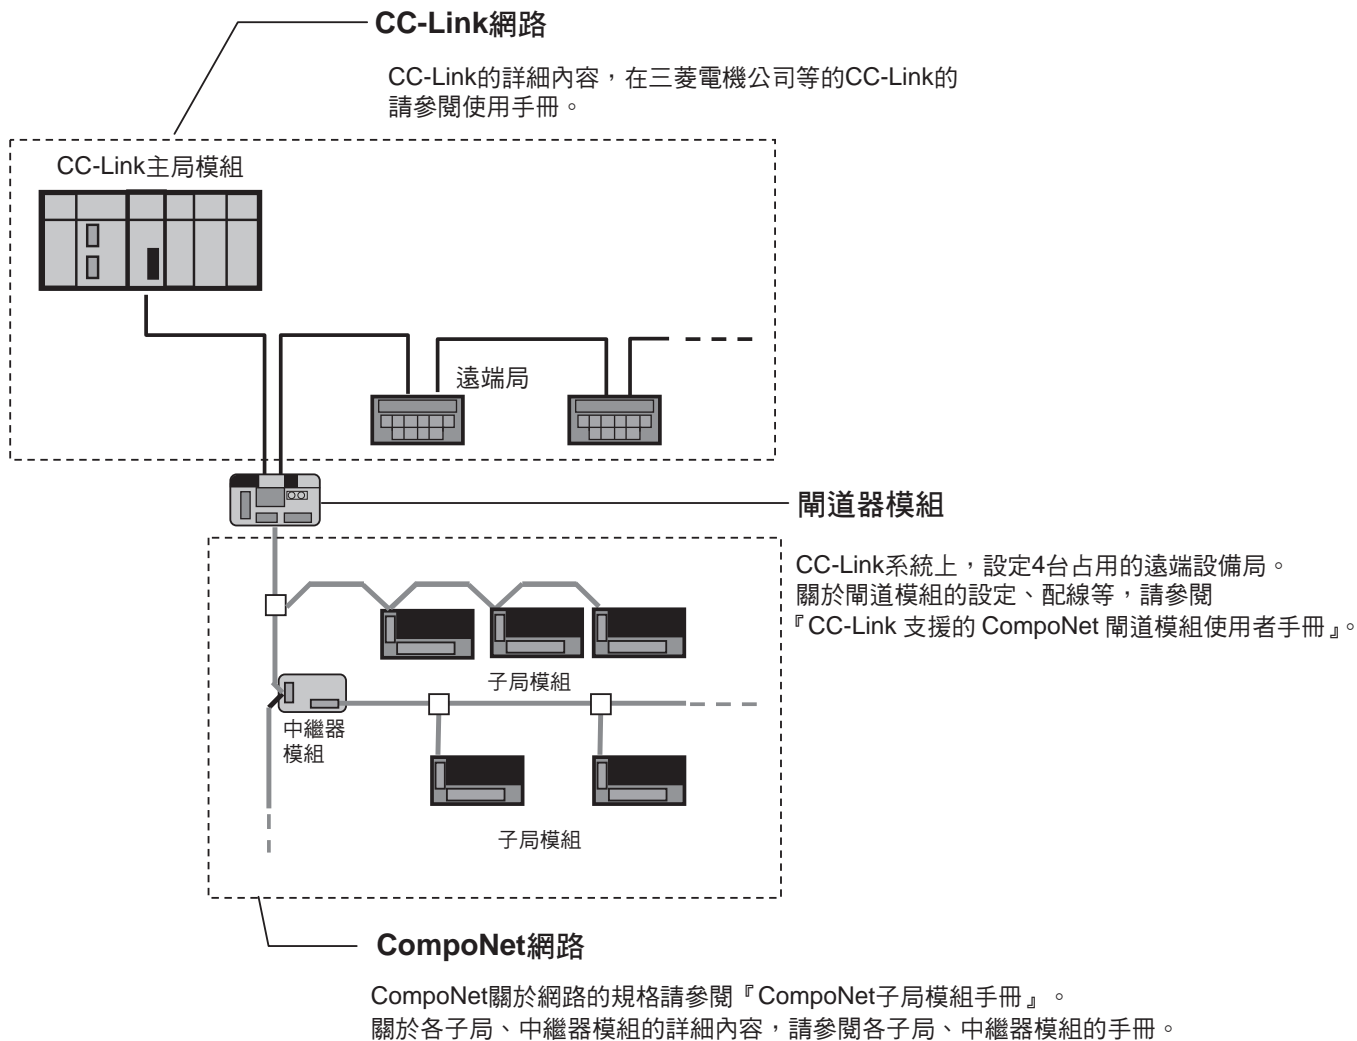 CC-Link網路
CC-Link的詳細內容，在三菱電機公司等的CC-Link的
請參閱使用手冊。
CC-Link主局模組
遠端局
閘道器模組
CC-Link系統上，設定4台占用的遠端設備局。
關於閘道模組的設定、配線等，請參閱
『CC-Link 支援的 CompoNet 閘道模組使用者手冊』。
子局模組
中繼器
模組
子局模組
CompoNet網路
CompoNet關於網路的規格請參閱『CompoNet子局模組手冊』。
關於各子局、中繼器模組的詳細內容，請參閱各子局、中繼器模組的手冊。